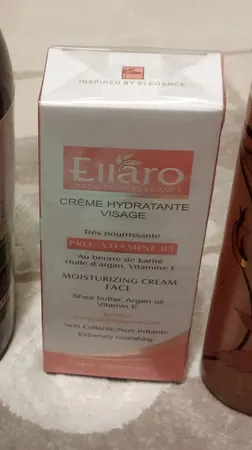 INSPIRED BY ELEGANCE
Ellaro
CRÈME HYDRATANTE
VISAGE
Très nourrissante
PRO - VITAMINE B5
Au beurre de karité
Huile d'argan, Vitamine E
MOISTURIZING CREAM
FACE
Shea butter, Argan oil
Vitamin E
Non Collante/Non Irritante
Extremely nourishing